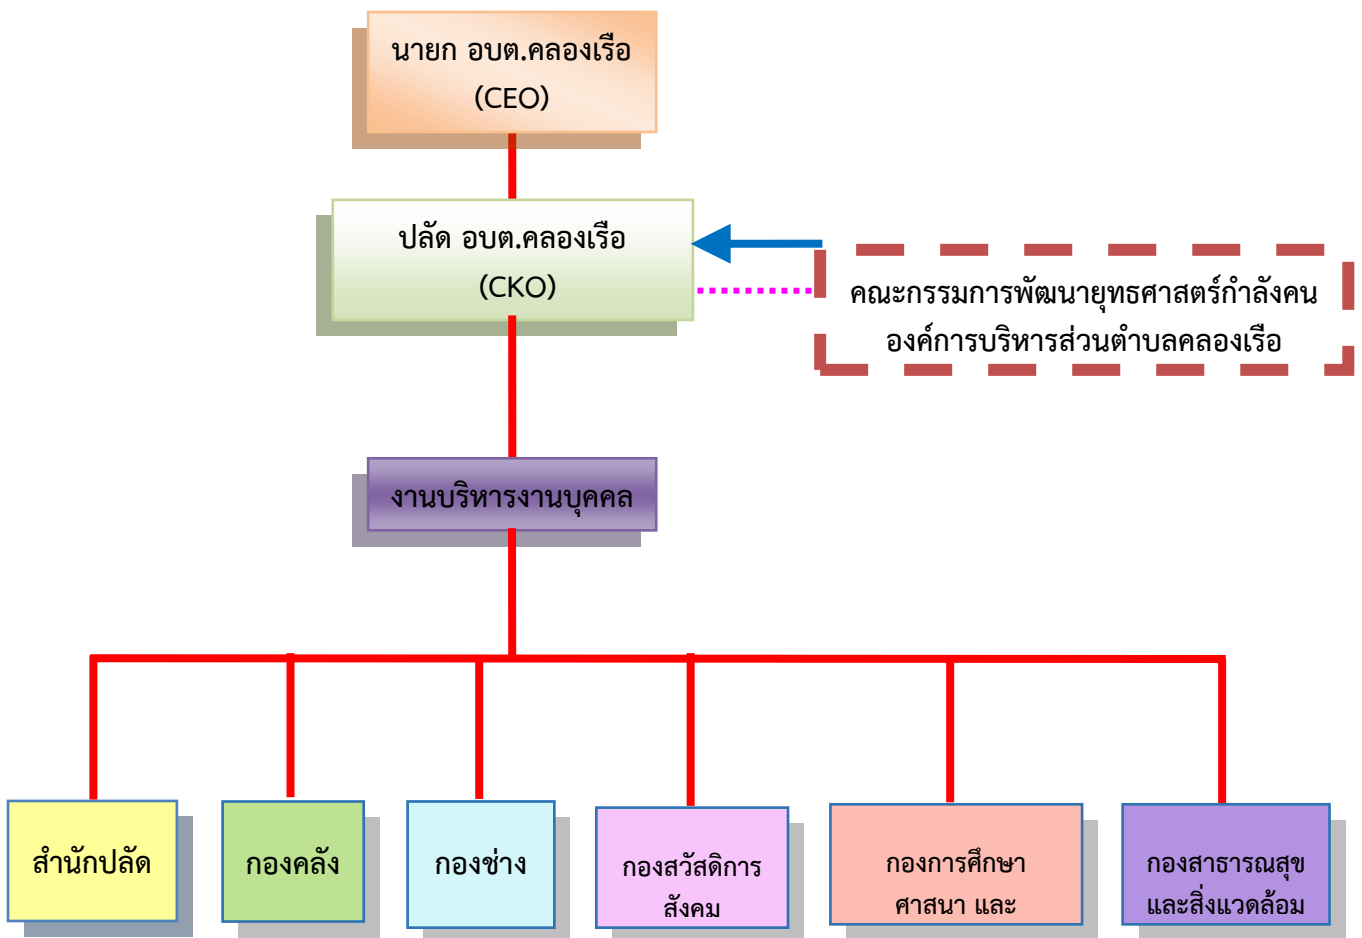 นายก อบต.คลองเรือ
(CEO)
ปลัด อบต.คลองเรือ
(CKO)
คณะกรรมการพัฒนายุทธศาสตร์กำลังคน
องค์การบริหารส่วนตำบลคลองเรือ
งานบริหารงานบุคคล
สำนักปลัด
กองคลัง
กองช่าง
กองสวัสดิการ
สังคม
กองการศึกษา
ศาสนา และ
กองสาธารณสุข
และสิ่งแวดล้อม